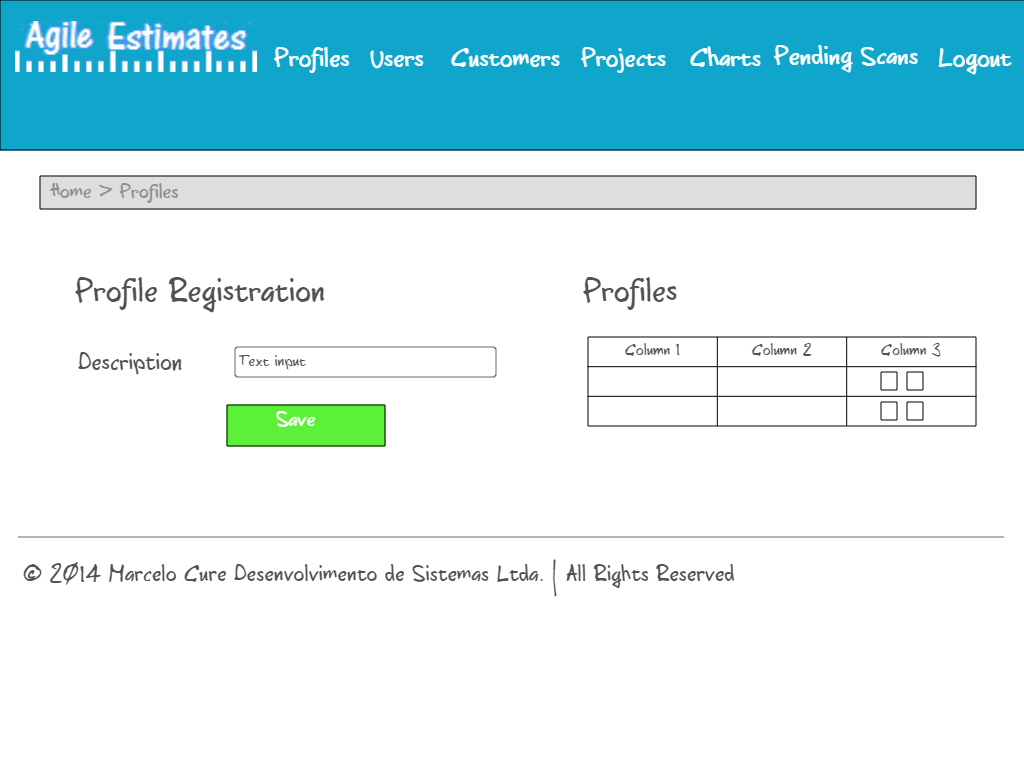 Agile Estimates
Profiles Users Customers Projects Charts Pending Scans Logout
Home > Profiles
Profile Registration
Description
Text input
Save
Profiles
Column 1 Column 2 Column 3
© 2014 Marcelo Cure Desenvolvimento de Sistemas Ltda. | All Rights Reserved